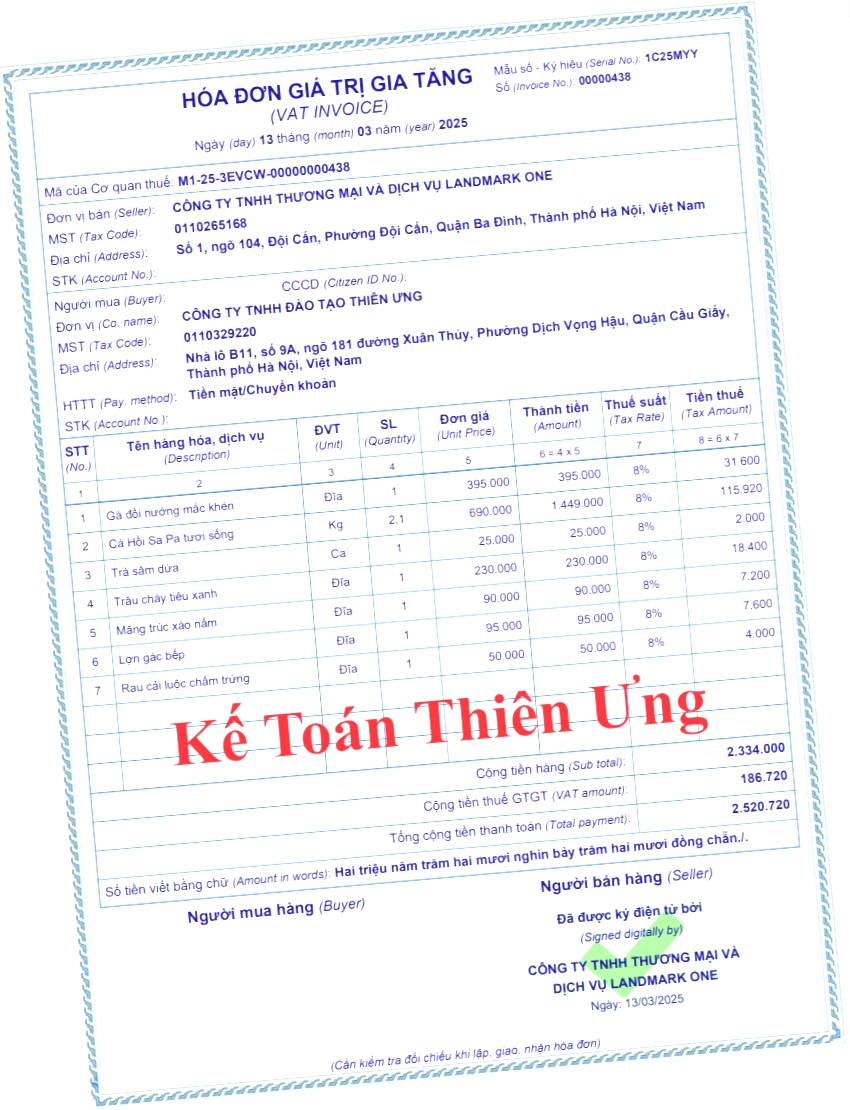 HÓA ĐƠN GIÁ TRỊ GIA TĂNG
(VAT INVOICE)
Ngày (day) 13 tháng (month) 03 năm (year) 2025
Mẫu số - Ký hiệu (Serial No.): 1C25MYY
Số (Invoice No.): 00000438
Mã của Cơ quan thuế: M1-25-3EVCW-00000000438
Đơn vị bán (Seller): CÔNG TY TNHH THƯƠNG MẠI VÀ DỊCH VỤ LANDMARK ONE
MST (Tax Code): 0110265168
Địa chỉ (Address): Số 1, ngõ 104, Đội Cấn, Phường Đội Cấn, Quận Ba Đình, Thành phố Hà Nội, Việt Nam
STK (Account No.):
Người mua (Buyer): CCCD (Citizen ID No.):
Đơn vị (Co. name): CÔNG TY TNHH ĐÀO TẠO THIÊN ƯNG
MST (Tax Code): 0110329220
Địa chỉ (Address): Nhà lô B11, số 9A, ngõ 181 đường Xuân Thủy, Phường Dịch Vọng Hậu, Quận Cầu Giấy,
Thành phố Hà Nội, Việt Nam
HTTT (Pay. method): Tiền mặt/Chuyển khoản
STK (Account No.):
STT Tên hàng hóa, dịch vụ ĐVT SL Đơn giá Thành tiền Thuế suất Tiền thuế
(No.) (Description) (Unit) (Quantity) (Unit Price) (Amount) (Tax Rate) (Tax Amount)
1 2 3 4 5 6 = 4 x 5 7 8 = 6 x 7
1 Gà đồi nướng mắc khén Đĩa 1 395.000 395.000 8% 31.600
2 Cá Hồi Sa Pa tươi sống Kg 2.1 690.000 1.449.000 8% 115.920
3 Trà sâm dứa Ca 1 25.000 25.000 8% 2.000
4 Trâu cháy tiêu xanh Đĩa 1 230.000 230.000 8% 18.400
5 Măng trúc xào nấm Đĩa 1 90.000 90.000 8% 7.200
6 Lợn gác bếp Đĩa 1 95.000 95.000 8% 7.600
7 Rau cải luộc chấm trứng Đĩa 1 50.000 50.000 8% 4.000
Kế Toán Thiên Ưng
Cộng tiền hàng (Sub total): 2.334.000
Cộng tiền thuế GTGT (VAT amount): 186.720
Tổng cộng tiền thanh toán (Total payment): 2.520.720
Số tiền viết bằng chữ (Amount in words): Hai triệu năm trăm hai mươi nghìn bảy trăm hai mươi đồng chẵn./.
Người mua hàng (Buyer)
Người bán hàng (Seller)
Đã được ký điện tử bởi
(Signed digitally by)
CÔNG TY TNHH THƯƠNG MẠI VÀ
DỊCH VỤ LANDMARK ONE
Ngày: 13/03/2025
(Cần kiểm tra đối chiếu khi lập, giao, nhận hóa đơn)